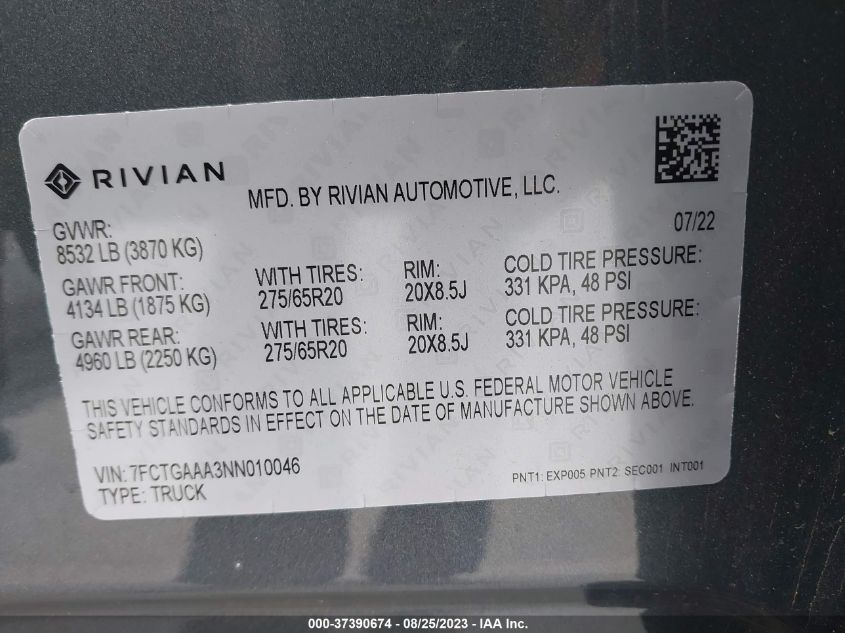 RIVIAN
MFD. BY RIVIAN AUTOMOTIVE, LLC.
07/22
GVWR:
8532 LB (3870 KG)
GAWR FRONT: WITH TIRES: RIM: COLD TIRE PRESSURE:
4134 LB (1875 KG) 275/65R20 20X8.5J 331 KPA, 48 PSI
GAWR REAR: WITH TIRES: RIM: COLD TIRE PRESSURE:
4960 LB (2250 KG) 275/65R20 20X8.5J 331 KPA, 48 PSI
THIS VEHICLE CONFORMS TO ALL APPLICABLE U.S. FEDERAL MOTOR VEHICLE
SAFETY STANDARDS IN EFFECT ON THE DATE OF MANUFACTURE SHOWN ABOVE.
VIN: 7FCTGAAA3NN010046
TYPE: TRUCK
PNT1: EXP005 PNT2: SEC001 INT001
000-37390674 - 08/25/2023 - IAA Inc.